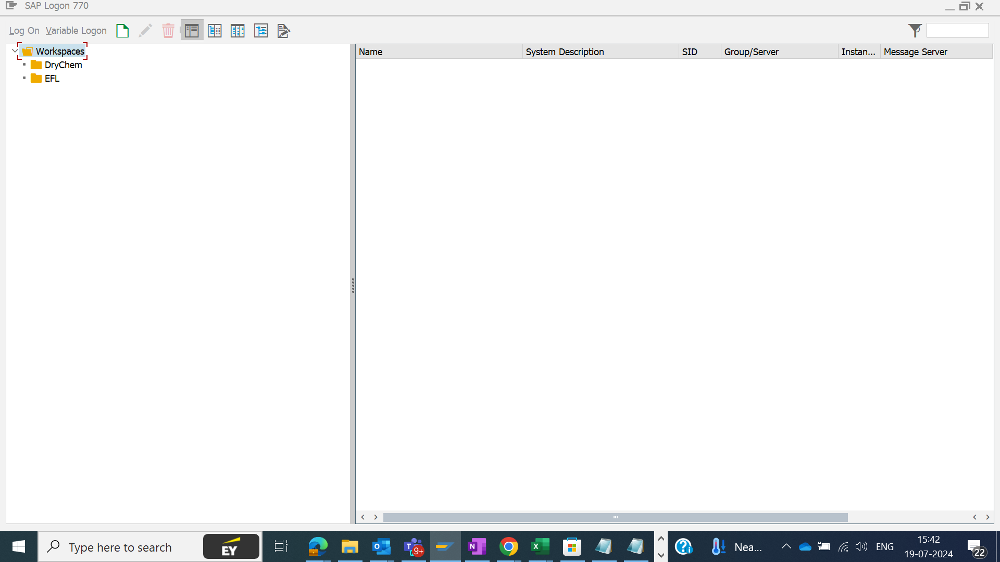 SAP Logon 770
Log On Variable Logon
Workspaces
DryChem
EFL
Name System Description SID Group/Server Instan... Message Server
Type here to search
EY
9+
Nea...
ENG
15:42
19-07-2024
22